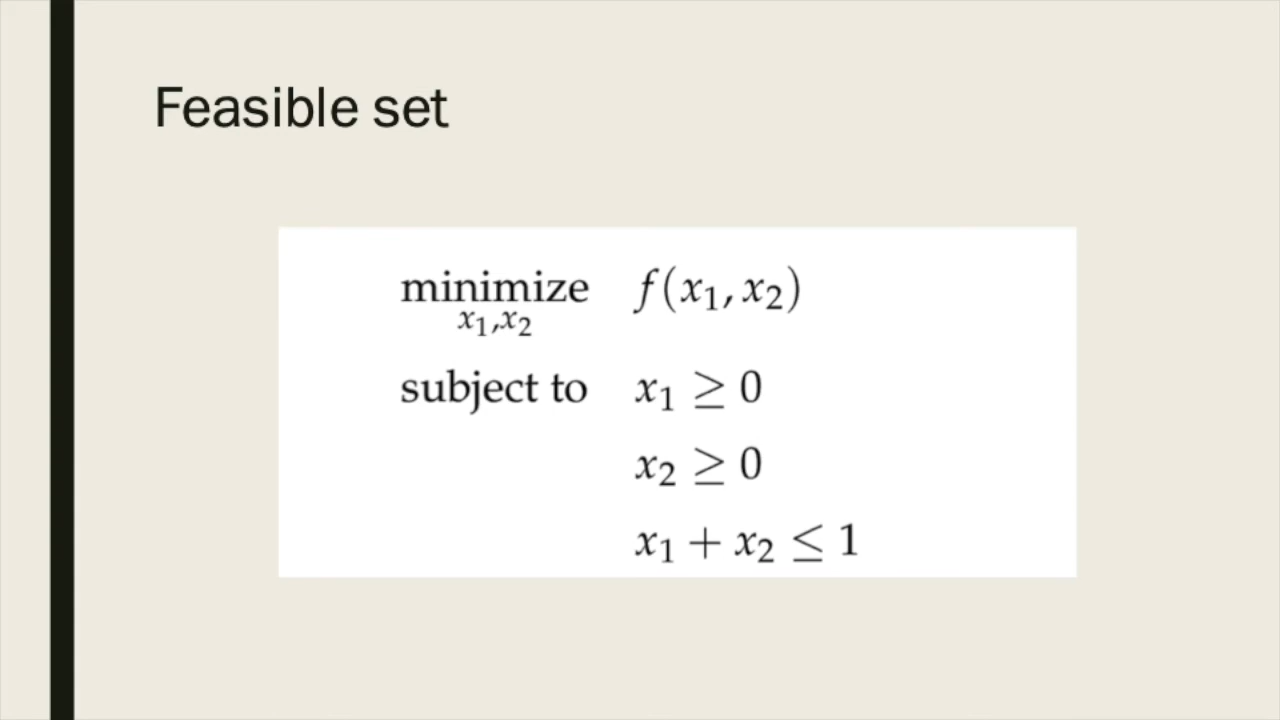 Feasible set
minimize f(x₁, x₂)
x₁,x₂
subject to x₁ ≥ 0
x₂ ≥ 0
x₁ + x₂ ≤ 1